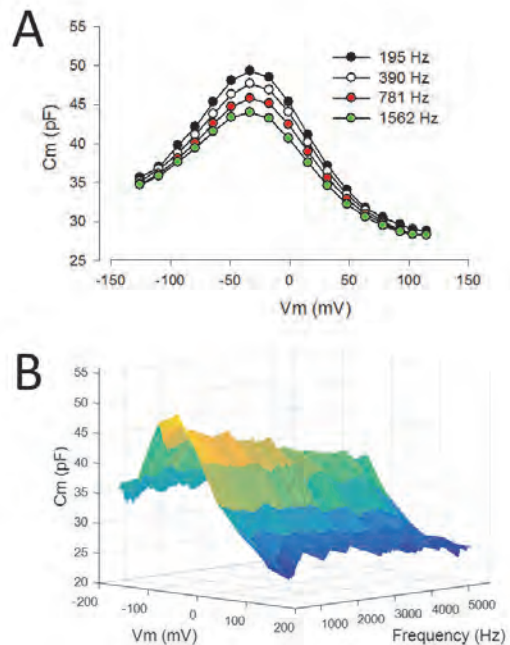 A
55
50
45
40
35
30
25
Cm (pF)
195 Hz
390 Hz
781 Hz
1562 Hz
-150 -100 -50 0 50 100 150
Vm (mV)
B
55
50
45
40
35
30
25
20
Cm (pF)
-200 -100 0 100 200
Vm (mV)
1000 2000 3000 4000 5000
Frequency (Hz)